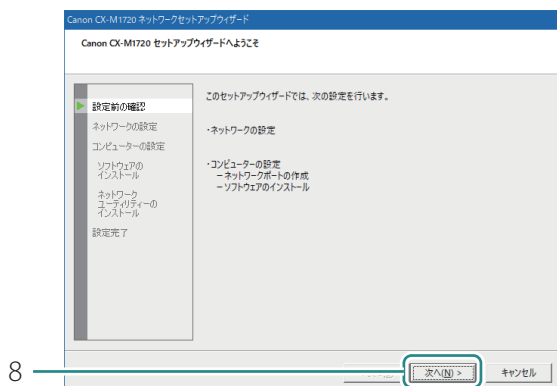 Canon CX-M1720 ネットワークセットアップウィザード
Canon CX-M1720 セットアップウィザードへようこそ
設定前の確認
ネットワークの設定
コンピューターの設定
ソフトウェアの
インストール
ネットワーク
ユーティリティーの
インストール
設定完了
このセットアップウィザードでは、次の設定を行います。
・ネットワークの設定
・コンピューターの設定
－ネットワークポートの作成
－ソフトウェアのインストール
8
次へ(N) >
キャンセル